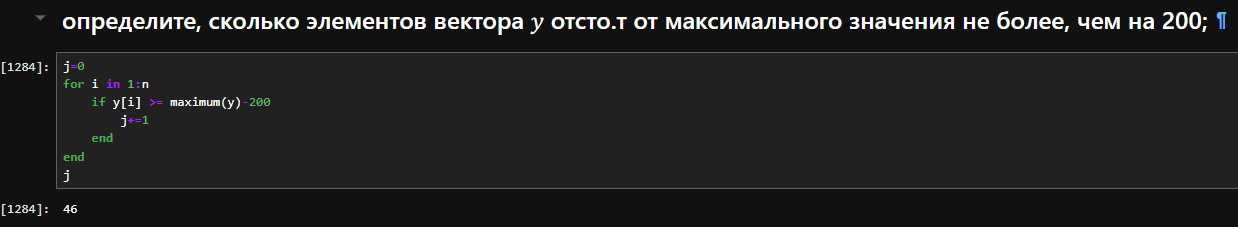 определите, сколько элементов вектора y отсто.т от максимального значения не более, чем на 200; ¶
[1284]: j=0
for i in 1:n
    if y[i] >= maximum(y)-200
        j+=1
    end
end
j
[1284]: 46